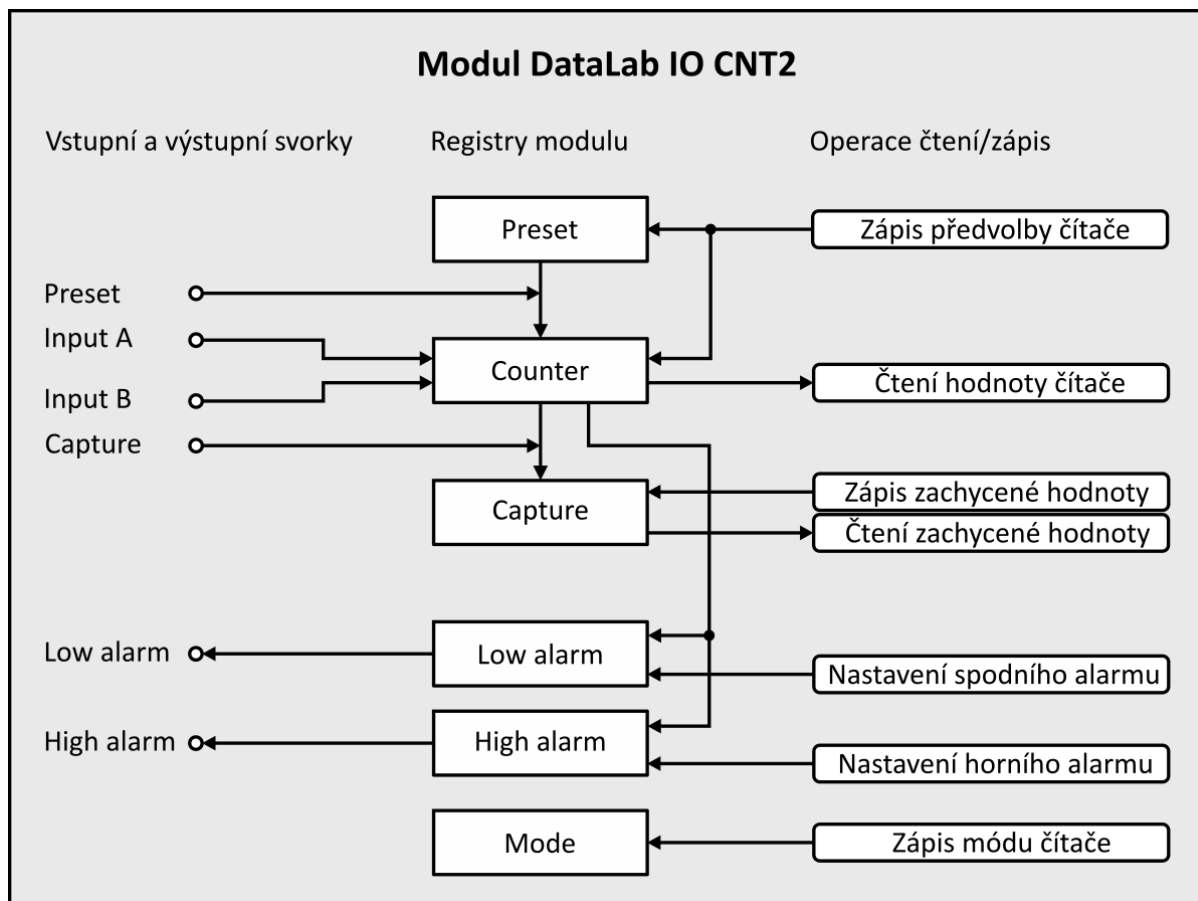 Modul DataLab IO CNT2
Vstupní a výstupní svorky
Registry modulu
Operace čtení/zápis
Preset
Zápis předvolby čítače
Preset
Input A
Counter
Čtení hodnoty čítače
Input B
Capture
Capture
Zápis zachycené hodnoty
Čtení zachycené hodnoty
Low alarm
Low alarm
Nastavení spodního alarmu
High alarm
High alarm
Nastavení horního alarmu
Mode
Zápis módu čítače